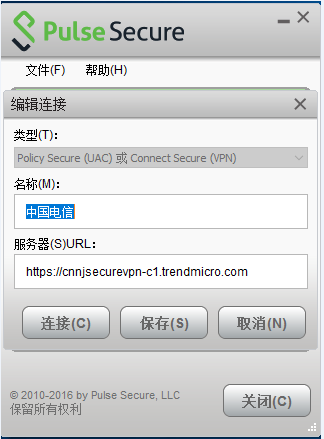 Pulse Secure
文件(F) 帮助(H)
编辑连接
类型(T):
Policy Secure (UAC) 或 Connect Secure (VPN)
名称(M):
中国电信
服务器(S)URL:
https://cnnjsecurevpn-c1.trendmicro.com
连接(C) 保存(S) 取消(N)
© 2010-2016 by Pulse Secure, LLC
保留所有权利
关闭(C)